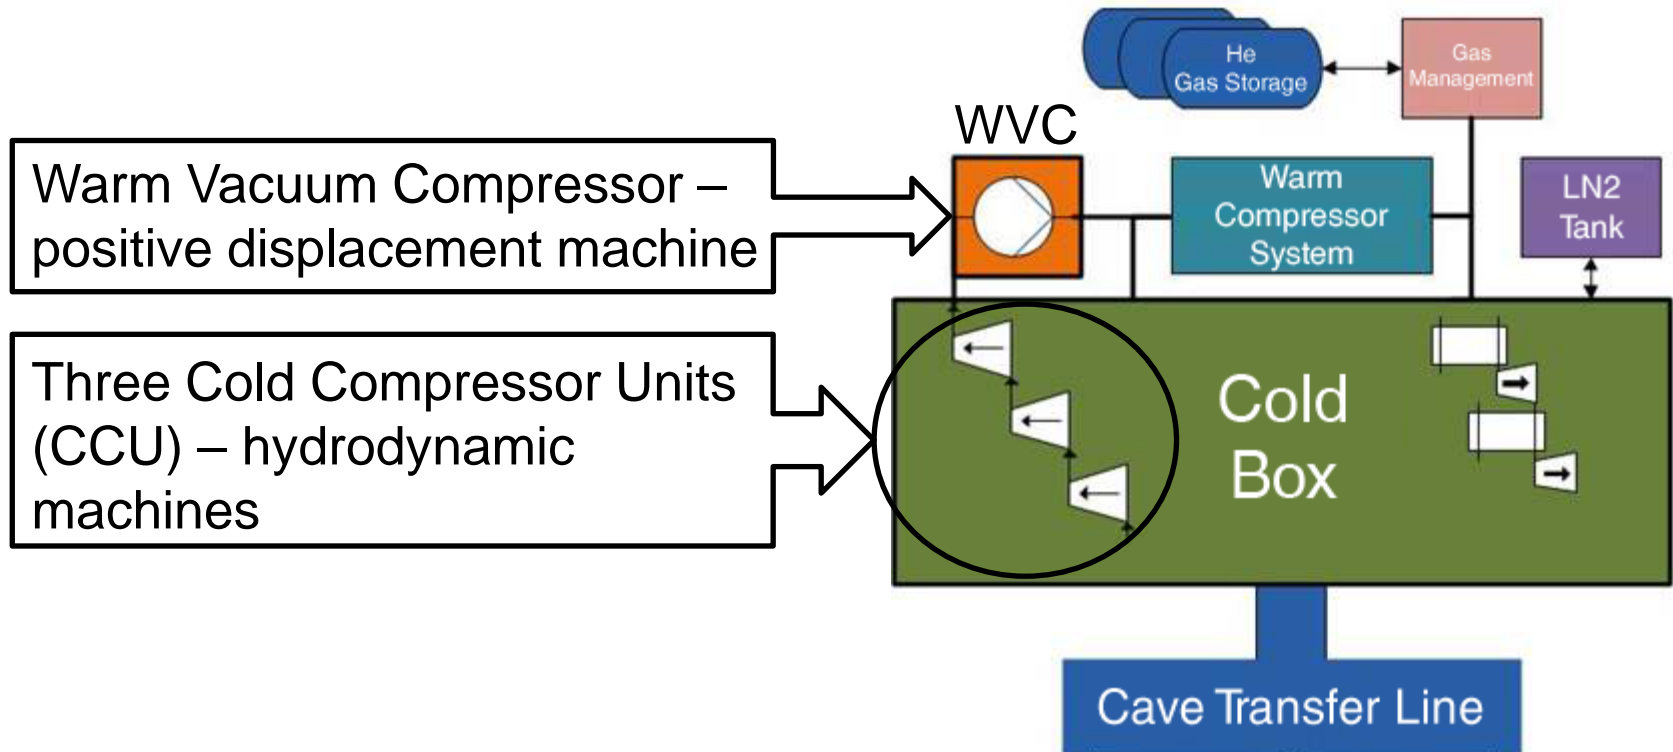 He
Gas Storage
Gas
Management
WVC
Warm Vacuum Compressor –
positive displacement machine
Warm
Compressor
System
LN2
Tank
Three Cold Compressor Units
(CCU) – hydrodynamic
machines
Cold
Box
Cave Transfer Line